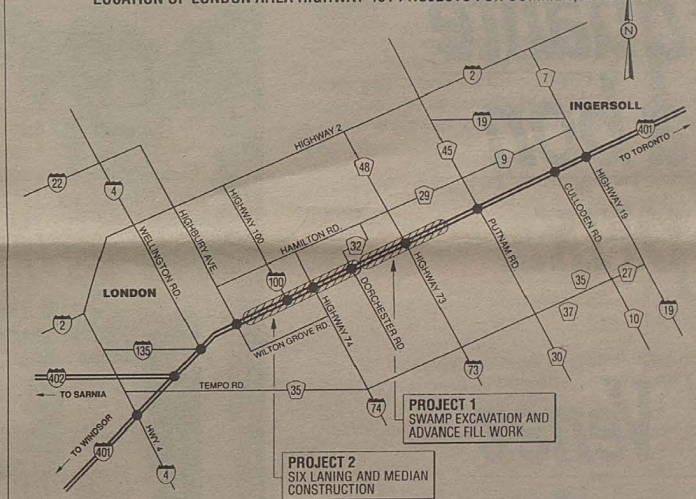 N
2
7
INGERSOLL
19
401
TO TORONTO
HIGHWAY 2
45
9
22
4
48
29
HIGHWAY 19
CULLODEN RD.
HIGHBURY AVE.
HIGHWAY 100
HAMILTON RD.
WELLINGTON RD.
32
PUTNAM RD.
100
HIGHWAY 73
35
27
LONDON
DORCHESTER RD
HIGHWAY 74
37
2
135
WILTON GROVE RD.
10
19
402
TO SARNIA
TEMPO RD.
35
30
73
74
HWY 4
TO WINDSOR
401
4
PROJECT 1
SWAMP EXCAVATION AND
ADVANCE FILL WORK
PROJECT 2
SIX LANING AND MEDIAN
CONSTRUCTION